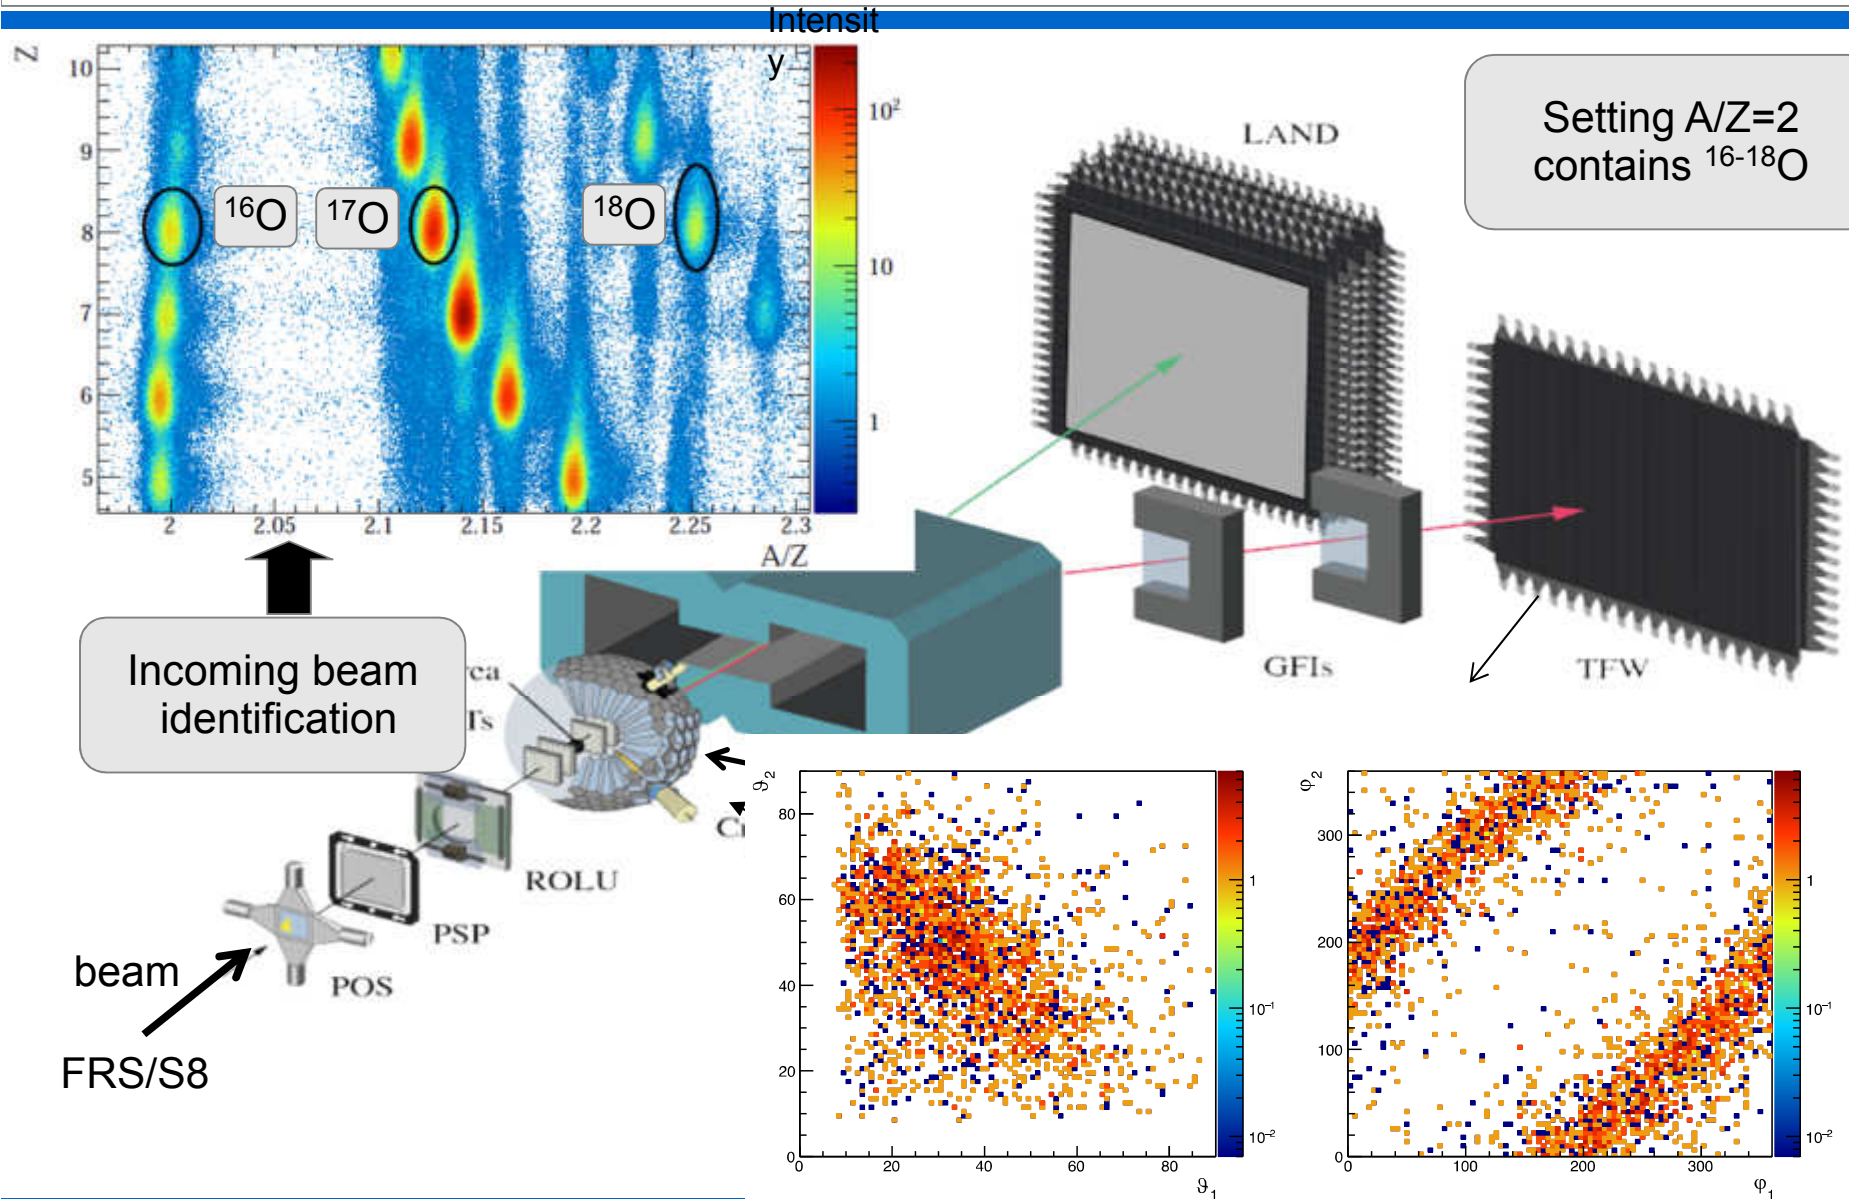 Intensit
y
Z
10
9
8
7
6
5
2
2.05
2.1
2.15
2.2
2.25
2.3
A/Z
10²
10
1
¹⁶O
¹⁷O
¹⁸O
Setting A/Z=2
contains ¹⁶⁻¹⁸O
LAND
GFIs
TFW
Incoming beam
identification
rea
Ts
ROLU
PSP
POS
beam
FRS/S8
ϑ₂
80
60
40
20
0
0
20
40
60
80
ϑ₁
1
10⁻¹
10⁻²
φ₂
300
200
100
0
0
100
200
300
φ₁
1
10⁻¹
10⁻²